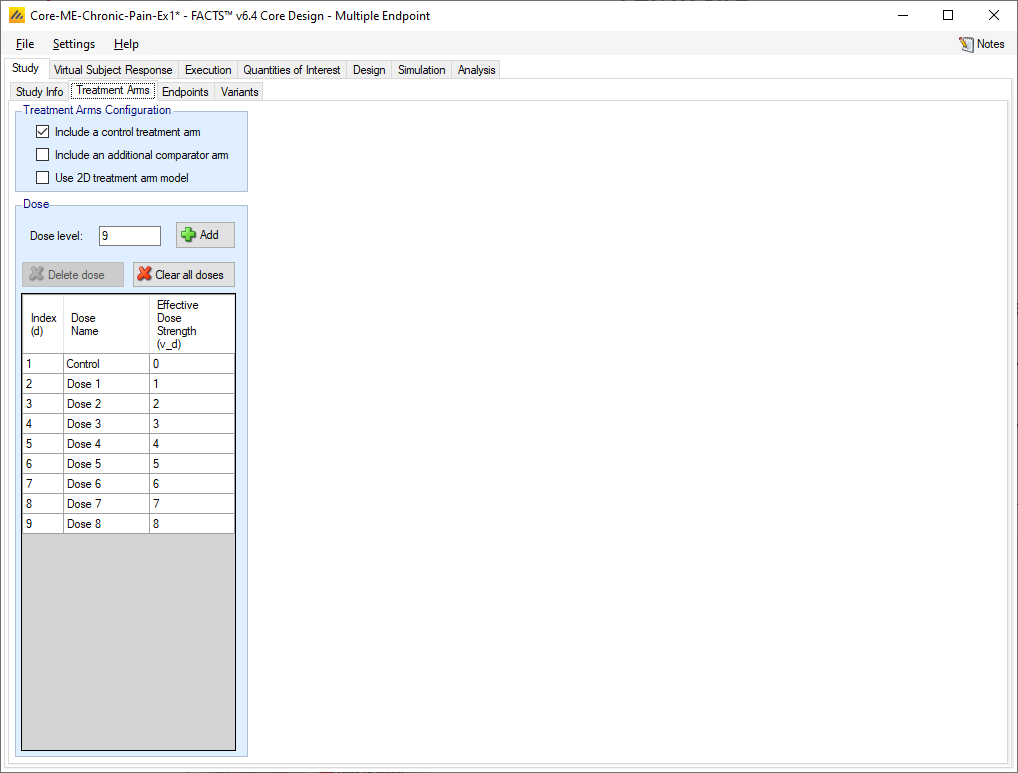 Core-ME-Chronic-Pain-Ex1* - FACTS™ v6.4 Core Design - Multiple Endpoint
File Settings Help Notes
Study Virtual Subject Response Execution Quantities of Interest Design Simulation Analysis
Study Info Treatment Arms Endpoints Variants
Treatment Arms Configuration
Include a control treatment arm
Include an additional comparator arm
Use 2D treatment arm model
Dose
Dose level: 9 Add
Delete dose Clear all doses
Index (d) Dose Name Effective Dose Strength (v_d)
1 Control 0
2 Dose 1 1
3 Dose 2 2
4 Dose 3 3
5 Dose 4 4
6 Dose 5 5
7 Dose 6 6
8 Dose 7 7
9 Dose 8 8